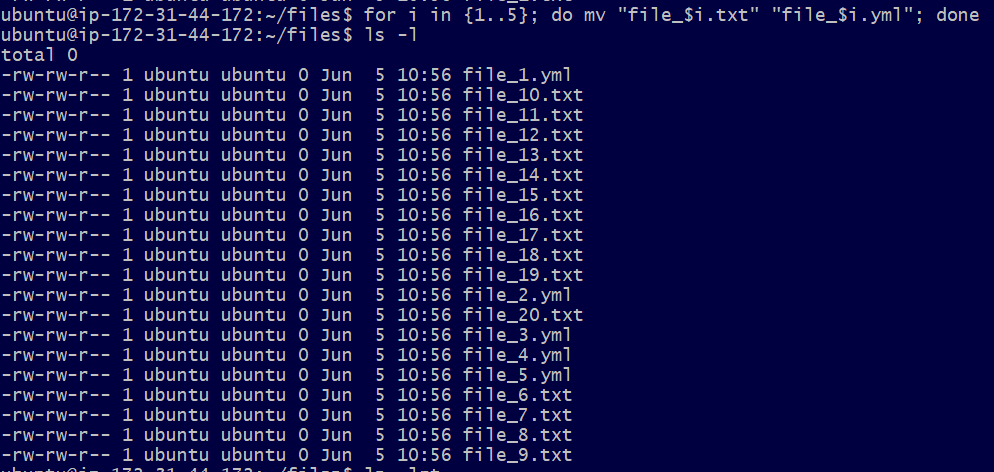 ubuntu@ip-172-31-44-172:~/files$ for i in {1..5}; do mv "file_$i.txt" "file_$i.yml"; done
ubuntu@ip-172-31-44-172:~/files$ ls -l
total 0
-rw-rw-r-- 1 ubuntu ubuntu 0 Jun  5 10:56 file_1.yml
-rw-rw-r-- 1 ubuntu ubuntu 0 Jun  5 10:56 file_10.txt
-rw-rw-r-- 1 ubuntu ubuntu 0 Jun  5 10:56 file_11.txt
-rw-rw-r-- 1 ubuntu ubuntu 0 Jun  5 10:56 file_12.txt
-rw-rw-r-- 1 ubuntu ubuntu 0 Jun  5 10:56 file_13.txt
-rw-rw-r-- 1 ubuntu ubuntu 0 Jun  5 10:56 file_14.txt
-rw-rw-r-- 1 ubuntu ubuntu 0 Jun  5 10:56 file_15.txt
-rw-rw-r-- 1 ubuntu ubuntu 0 Jun  5 10:56 file_16.txt
-rw-rw-r-- 1 ubuntu ubuntu 0 Jun  5 10:56 file_17.txt
-rw-rw-r-- 1 ubuntu ubuntu 0 Jun  5 10:56 file_18.txt
-rw-rw-r-- 1 ubuntu ubuntu 0 Jun  5 10:56 file_19.txt
-rw-rw-r-- 1 ubuntu ubuntu 0 Jun  5 10:56 file_2.yml
-rw-rw-r-- 1 ubuntu ubuntu 0 Jun  5 10:56 file_20.txt
-rw-rw-r-- 1 ubuntu ubuntu 0 Jun  5 10:56 file_3.yml
-rw-rw-r-- 1 ubuntu ubuntu 0 Jun  5 10:56 file_4.yml
-rw-rw-r-- 1 ubuntu ubuntu 0 Jun  5 10:56 file_5.yml
-rw-rw-r-- 1 ubuntu ubuntu 0 Jun  5 10:56 file_6.txt
-rw-rw-r-- 1 ubuntu ubuntu 0 Jun  5 10:56 file_7.txt
-rw-rw-r-- 1 ubuntu ubuntu 0 Jun  5 10:56 file_8.txt
-rw-rw-r-- 1 ubuntu ubuntu 0 Jun  5 10:56 file_9.txt